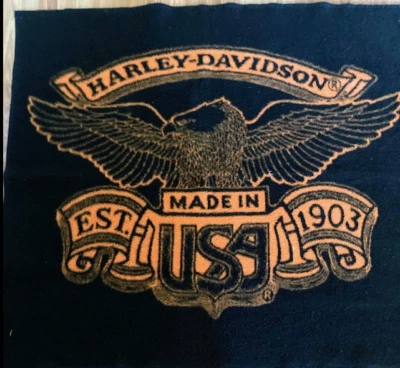 HARLEY-DAVIDSON®
MADE IN
EST. 1903
USA®